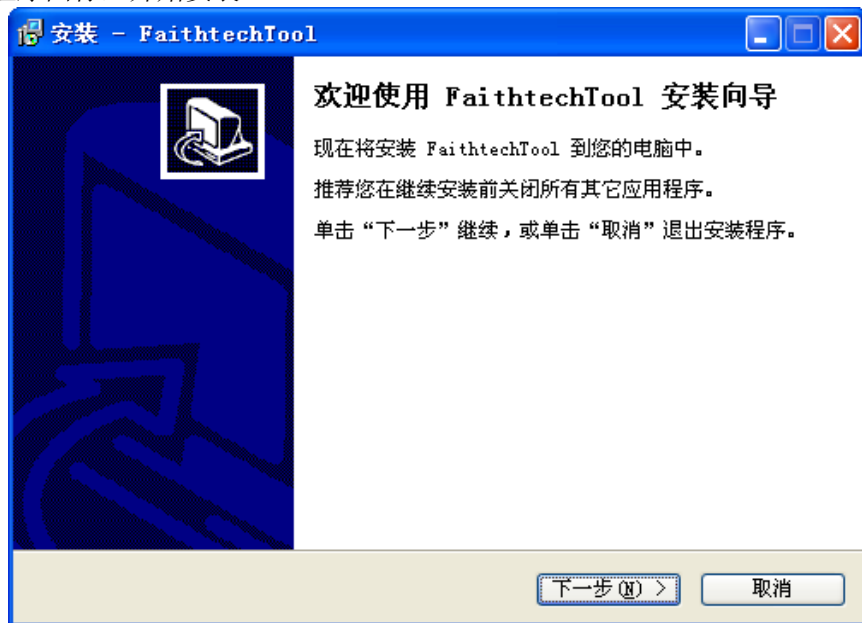 安装 - FaithtechTool
欢迎使用 FaithtechTool 安装向导
现在将安装 FaithtechTool 到您的电脑中。
推荐您在继续安装前关闭所有其它应用程序。
单击“下一步”继续，或单击“取消”退出安装程序。
下一步(N) >
取消